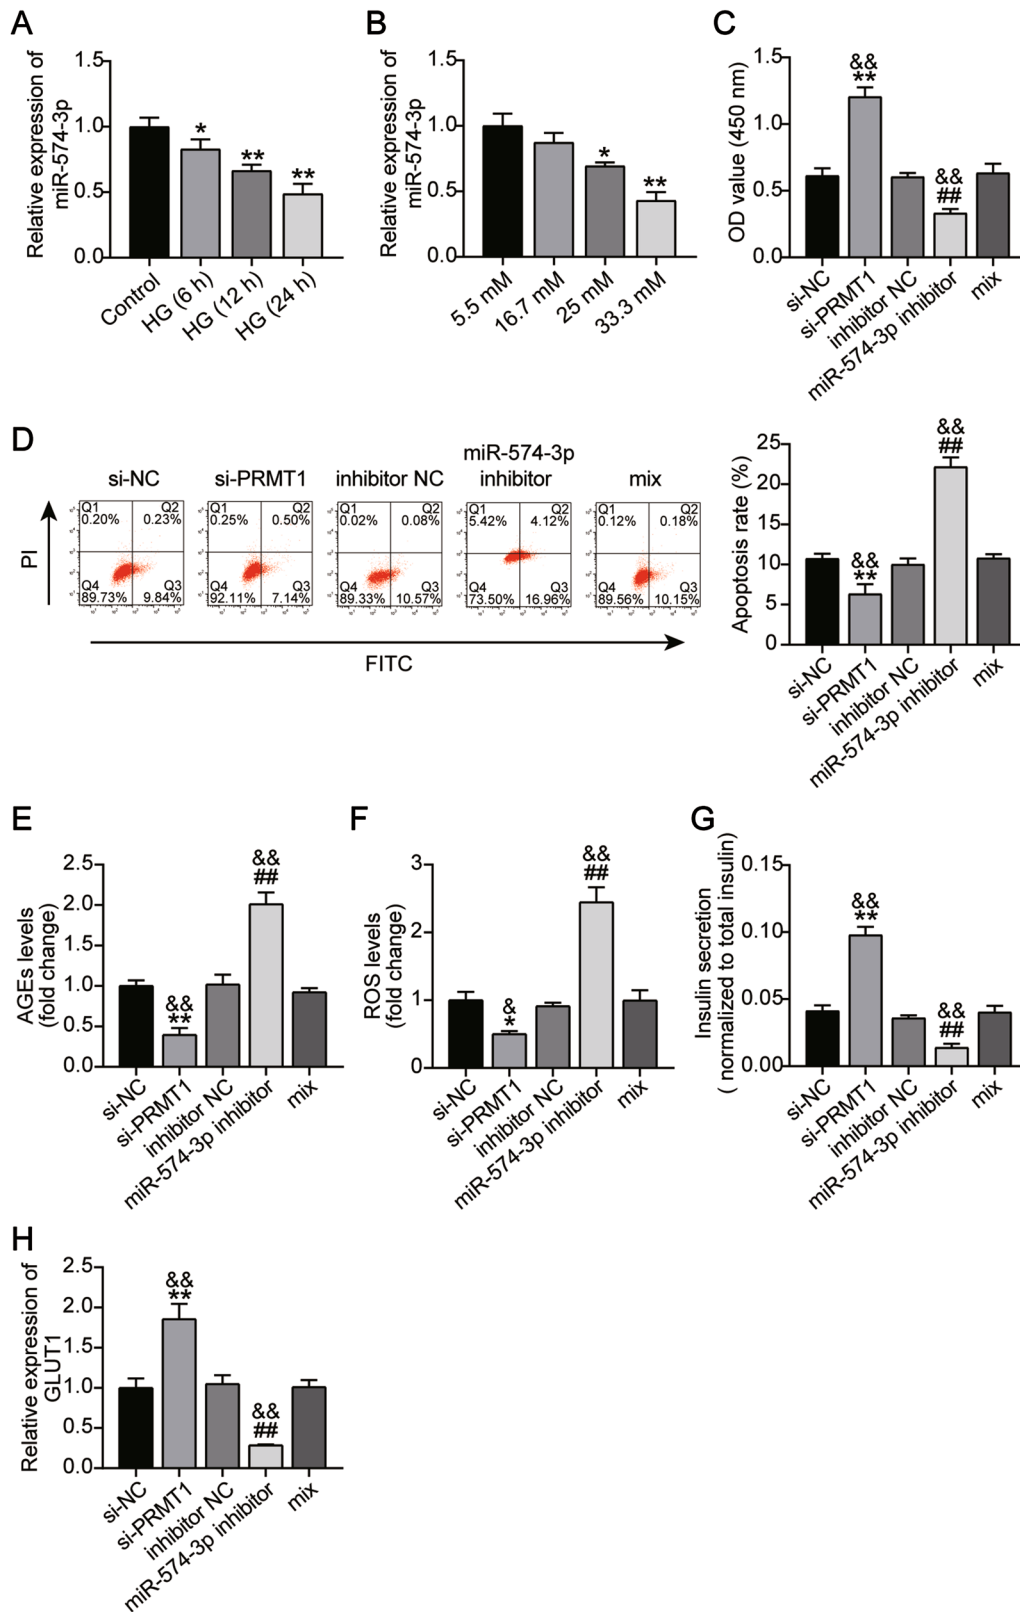 A
Relative expression of
miR-574-3p
1.5
1.0
0.5
0.0
*
**
**
Control
HG (6 h)
HG (12 h)
HG (24 h)
B
Relative expression of
miR-574-3p
1.5
1.0
0.5
0.0
*
**
5.5 mM
16.7 mM
25 mM
33.3 mM
C
OD value (450 nm)
1.5
1.0
0.5
0.0
&&
**
&&
##
si-NC
si-PRMT1
inhibitor NC
miR-574-3p inhibitor
mix
D
PI
si-NC
Q1 Q2
0.20% 0.23%
Q4 Q3
89.73% 9.84%
si-PRMT1
Q1 Q2
0.25% 0.50%
Q4 Q3
92.11% 7.14%
inhibitor NC
Q1 Q2
0.02% 0.08%
Q4 Q3
89.33% 10.57%
miR-574-3p
inhibitor
Q1 Q2
5.42% 4.12%
Q4 Q3
73.50% 16.96%
mix
Q1 Q2
0.12% 0.18%
Q4 Q3
89.56% 10.15%
FITC
Apoptosis rate (%)
25
20
15
10
5
0
&&
**
&&
##
si-NC
si-PRMT1
inhibitor NC
miR-574-3p inhibitor
mix
E
AGEs levels
(fold change)
2.5
2.0
1.5
1.0
0.5
0.0
&&
**
&&
##
si-NC
si-PRMT1
inhibitor NC
miR-574-3p inhibitor
mix
F
ROS levels
(fold change)
3
2
1
0
&
*
&&
##
si-NC
si-PRMT1
inhibitor NC
miR-574-3p inhibitor
mix
G
Insulin secretion
( normalized to total insulin)
0.15
0.10
0.05
0.00
&&
**
&&
##
si-NC
si-PRMT1
inhibitor NC
miR-574-3p inhibitor
mix
H
Relative expression of
GLUT1
2.5
2.0
1.5
1.0
0.5
0.0
&&
**
&&
##
si-NC
si-PRMT1
inhibitor NC
miR-574-3p inhibitor
mix